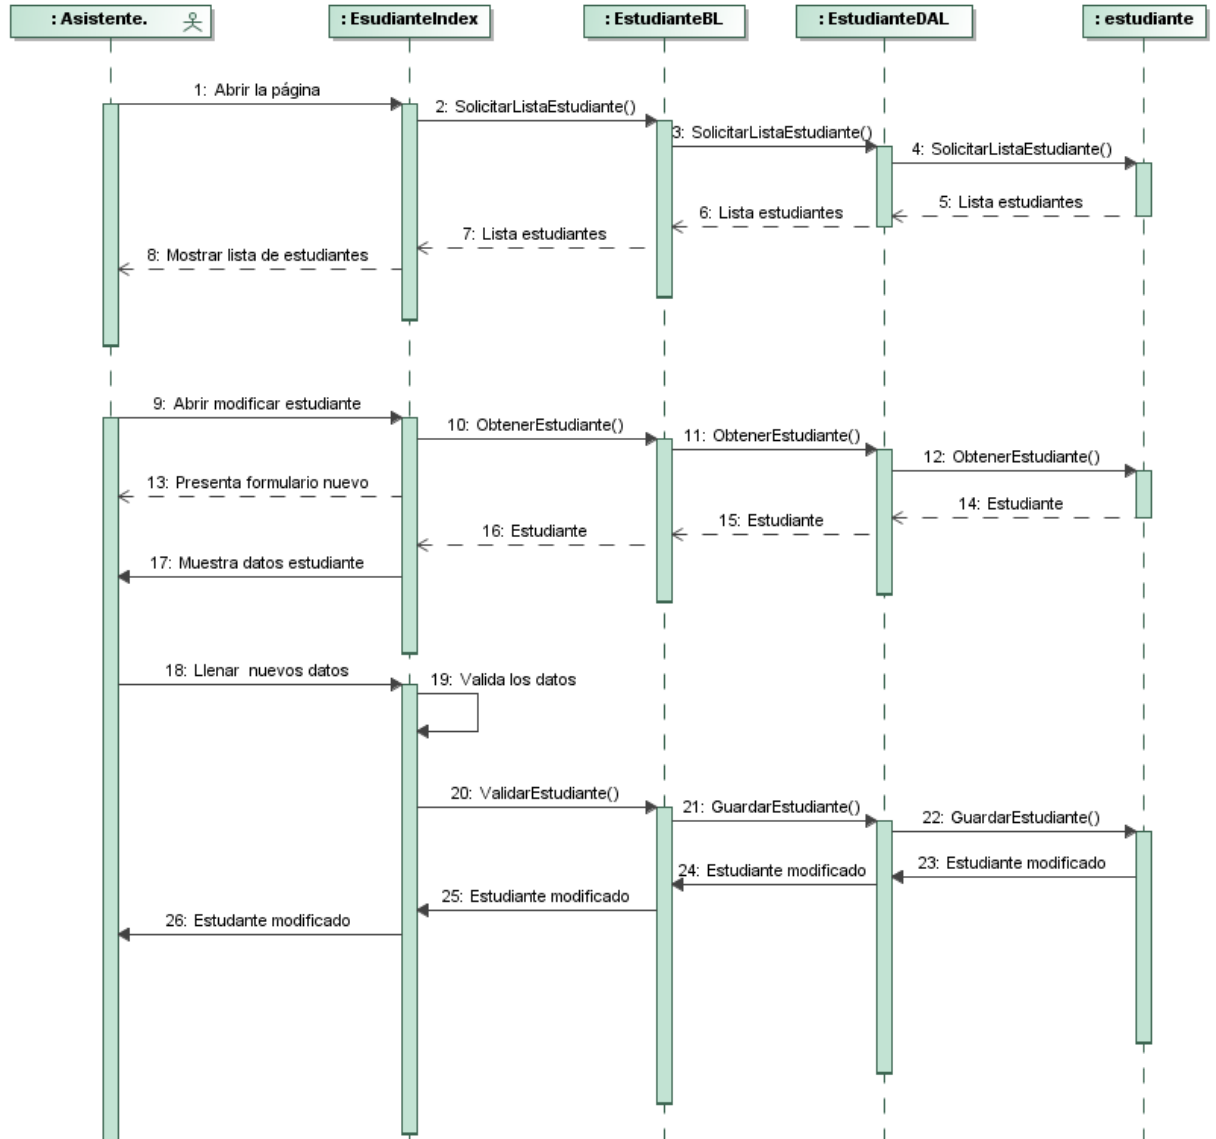 : Asistente.
: EsudianteIndex
: EstudianteBL
: EstudianteDAL
: estudiante
1: Abrir la página
2: SolicitarListaEstudiante()
3: SolicitarListaEstudiante()
4: SolicitarListaEstudiante()
5: Lista estudiantes
6: Lista estudiantes
7: Lista estudiantes
8: Mostrar lista de estudiantes
9: Abrir modificar estudiante
10: ObtenerEstudiante()
11: ObtenerEstudiante()
12: ObtenerEstudiante()
13: Presenta formulario nuevo
14: Estudiante
15: Estudiante
16: Estudiante
17: Muestra datos estudiante
18: Llenar nuevos datos
19: Valida los datos
20: ValidarEstudiante()
21: GuardarEstudiante()
22: GuardarEstudiante()
23: Estudiante modificado
24: Estudiante modificado
25: Estudiante modificado
26: Estudante modificado